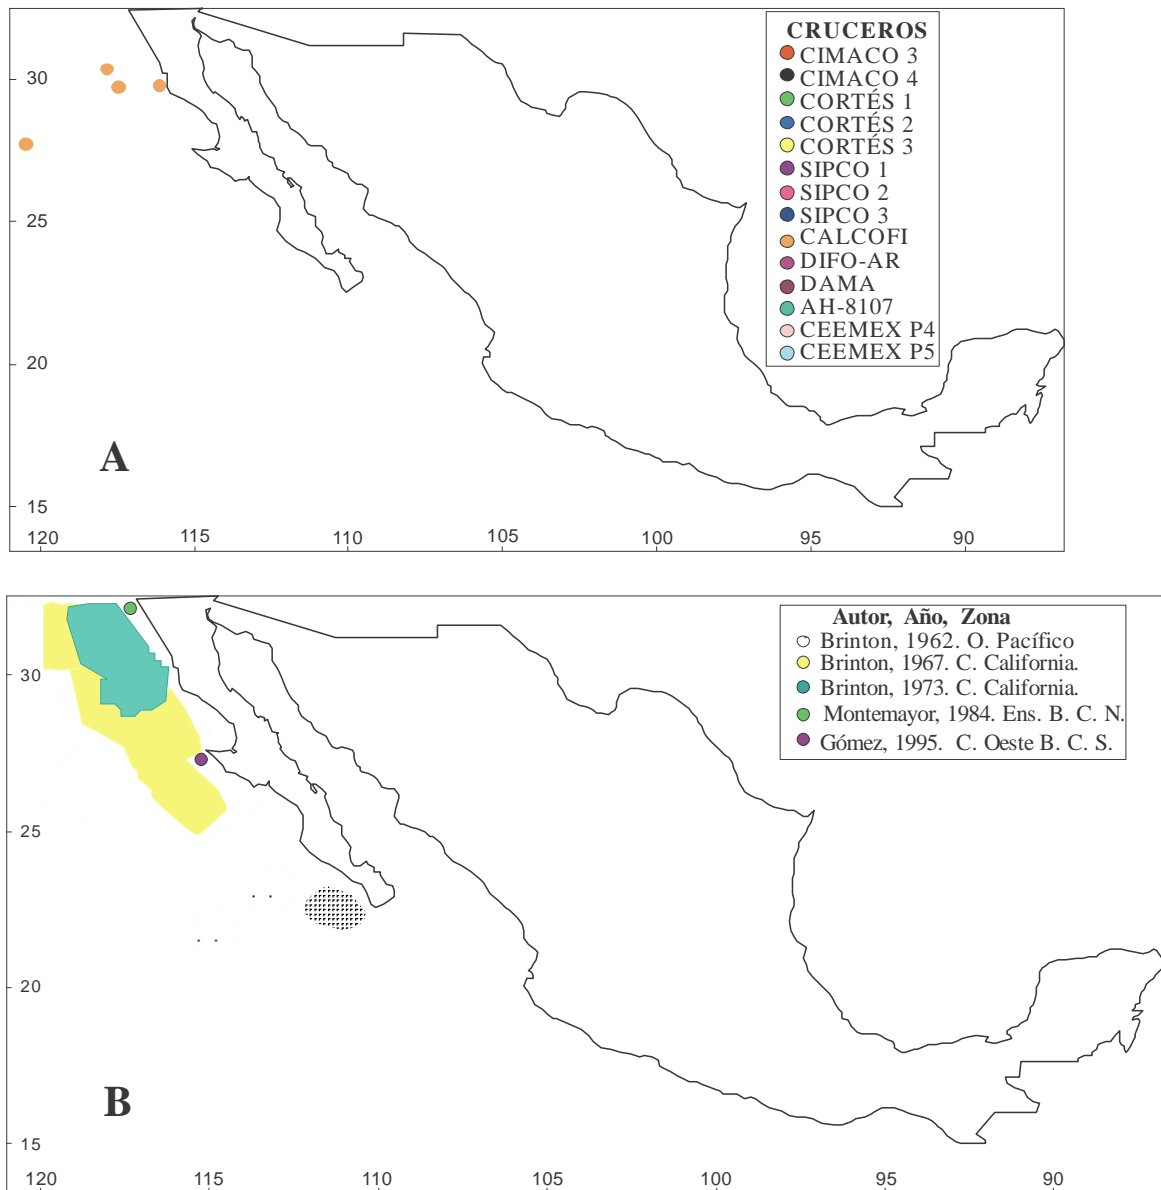 CRUCEROS
CIMACO 3
CIMACO 4
CORTÉS 1
CORTÉS 2
CORTÉS 3
SIPCO 1
SIPCO 2
SIPCO 3
CALCOFI
DIFO-AR
DAMA
AH-8107
CEEMEX P4
CEEMEX P5
30
25
20
15
A
120
115
110
105
100
95
90
Autor, Año, Zona
Brinton, 1962. O. Pacífico
Brinton, 1967. C. California.
Brinton, 1973. C. California.
Montemayor, 1984. Ens. B. C. N.
Gómez, 1995. C. Oeste B. C. S.
30
25
20
15
B
120
115
110
105
100
95
90